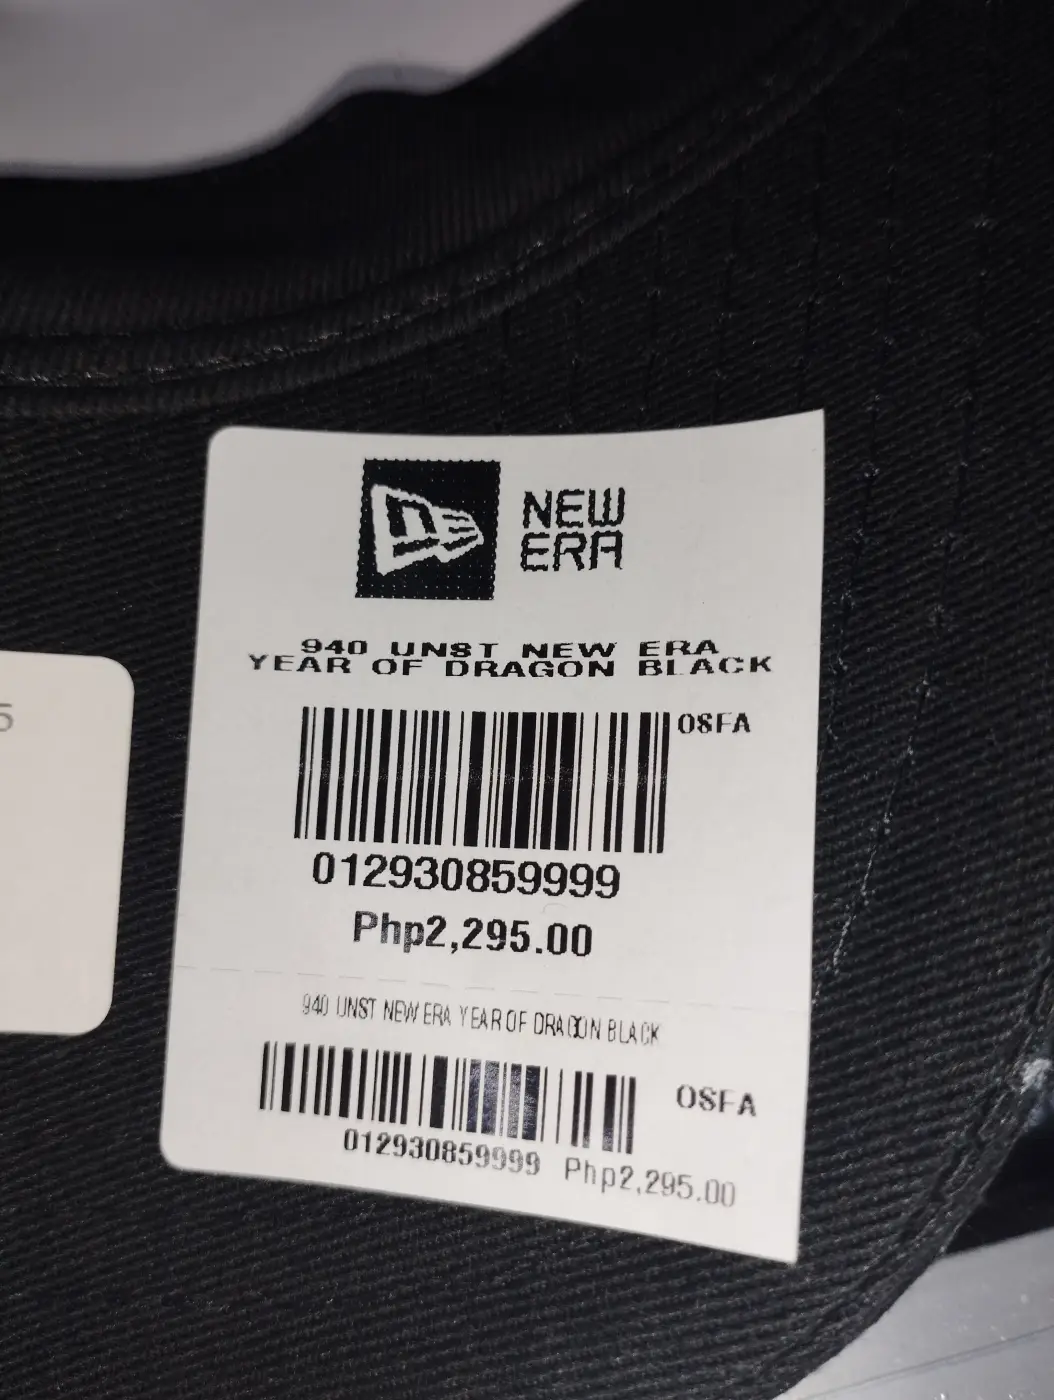 5
NEW
ERA
940 UNST NEW ERA
YEAR OF DRAGON BLACK
OSFA
012930859999
Php2,295.00
940 UNST NEW ERA YEAR OF DRAGON BLACK
OSFA
012930859999 Php2,295.00